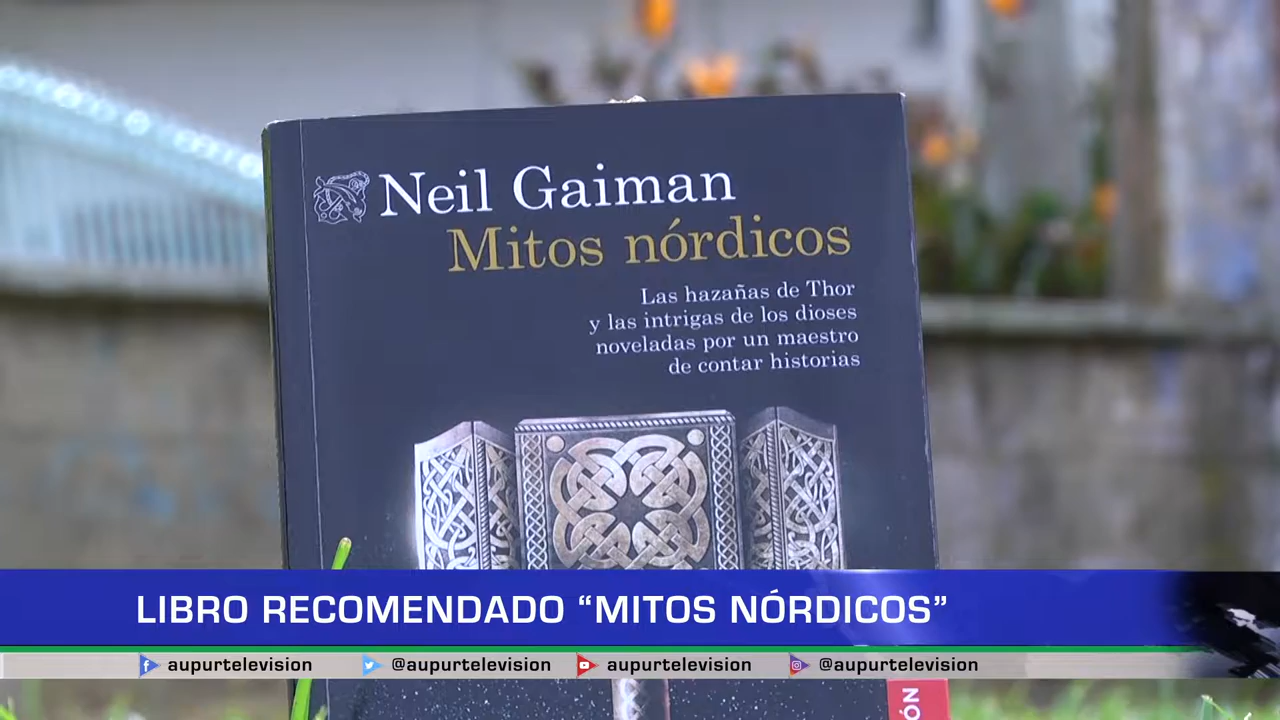 Neil Gaiman
Mitos nórdicos
Las hazañas de Thor
y las intrigas de los dioses
noveladas por un maestro
de contar historias
LIBRO RECOMENDADO “MITOS NÓRDICOS”
aupurtelevision @aupurtelevision aupurtelevision @aupurtelevision